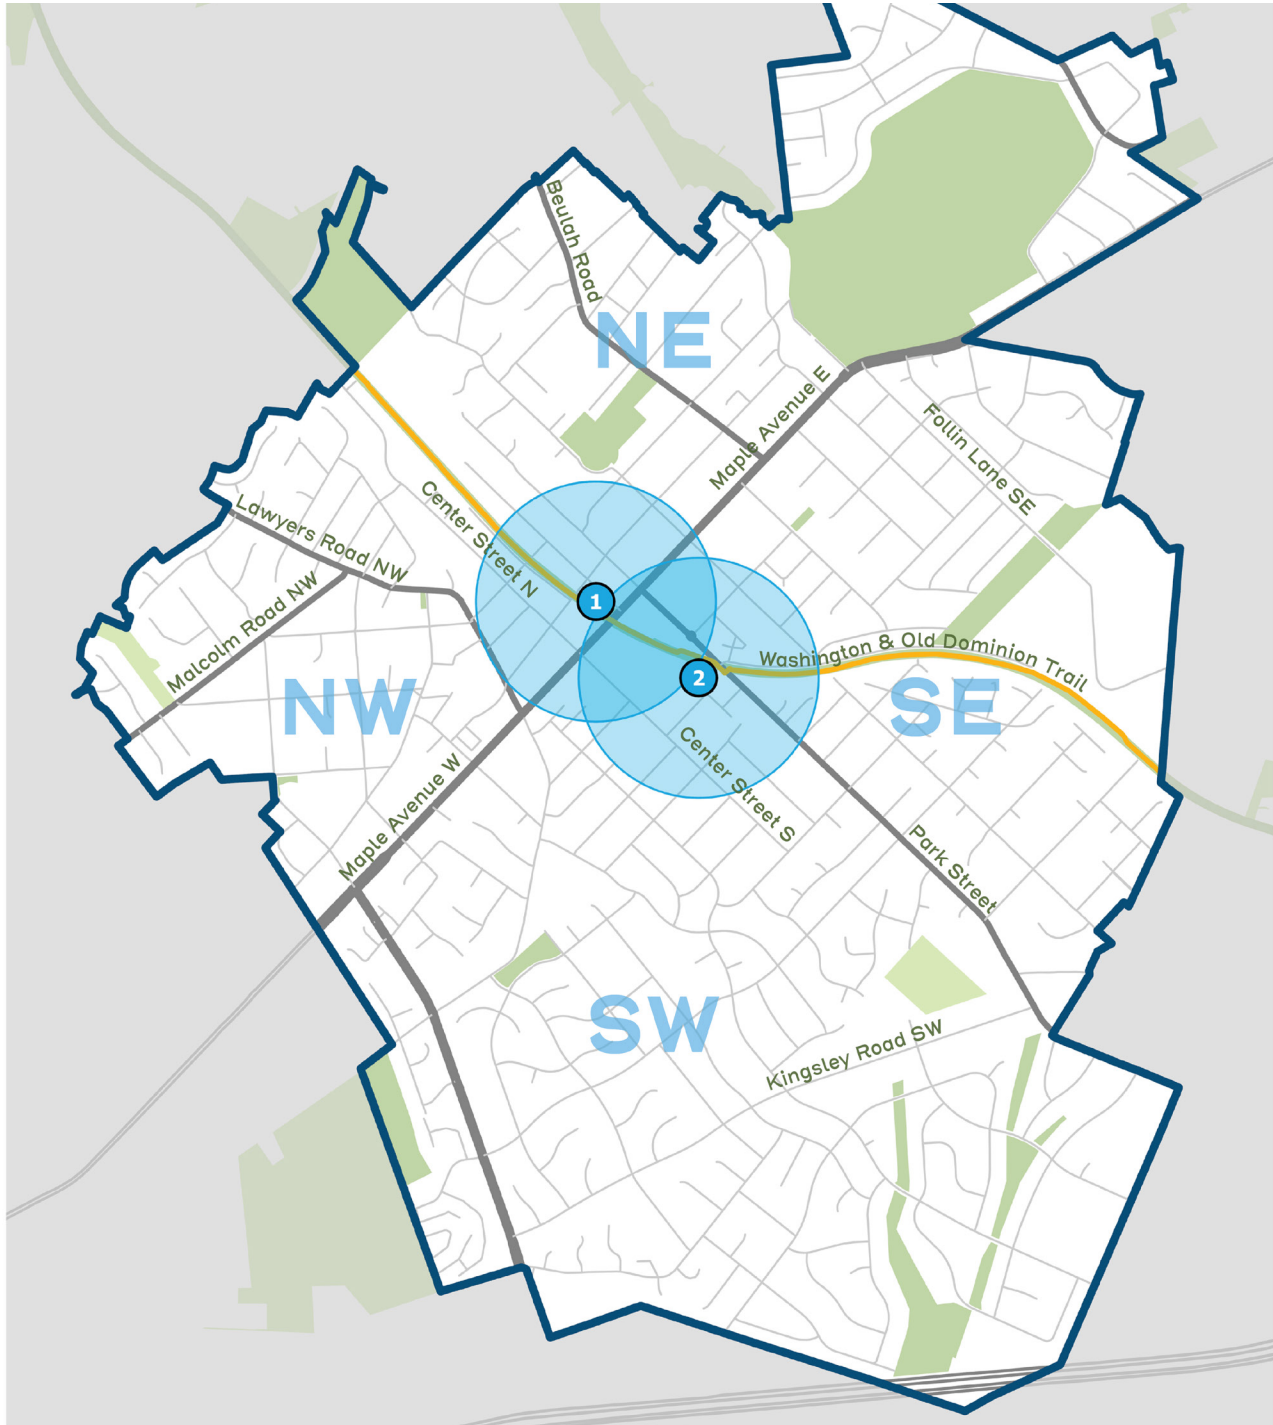 Beulah Road
NE
Maple Avenue E
Follin Lane SE
Center Street N
Lawyers Road NW
Malcolm Road NW
1
Washington & Old Dominion Trail
2
NW
SE
Center Street S
Maple Avenue W
Park Street
SW
Kingsley Road SW